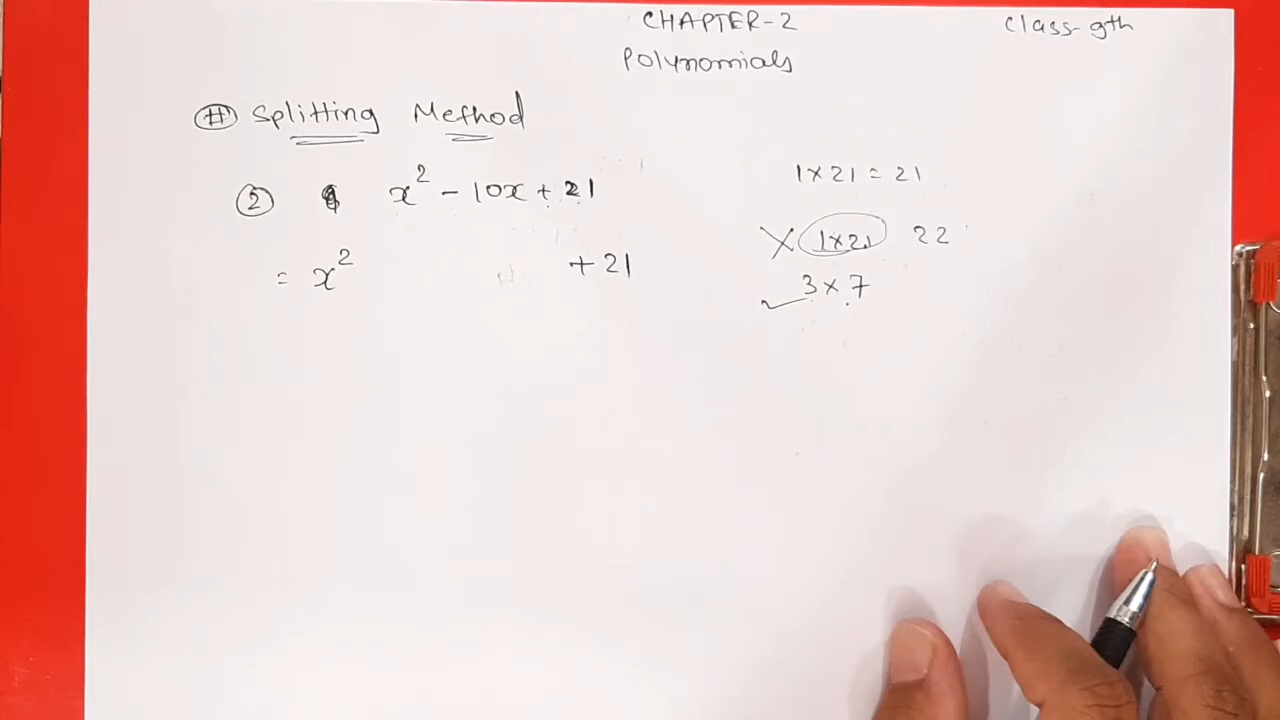 CHAPTER-2
Class-9th
Polynomials
# Splitting Method
② x² - 10x + 21
= x² + 21
1 × 21 = 21
× 1×21 22
✓ 3 × 7